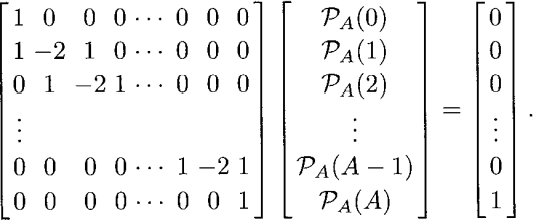 1 0 0 0 ⋯ 0 0 0 𝒫_A(0) 0
1 −2 1 0 ⋯ 0 0 0 𝒫_A(1) 0
0 1 −2 1 ⋯ 0 0 0 𝒫_A(2) 0
⋮ ⋮ = ⋮ .
0 0 0 0 ⋯ 1 −2 1 𝒫_A(A − 1) 0
0 0 0 0 ⋯ 0 0 1 𝒫_A(A) 1